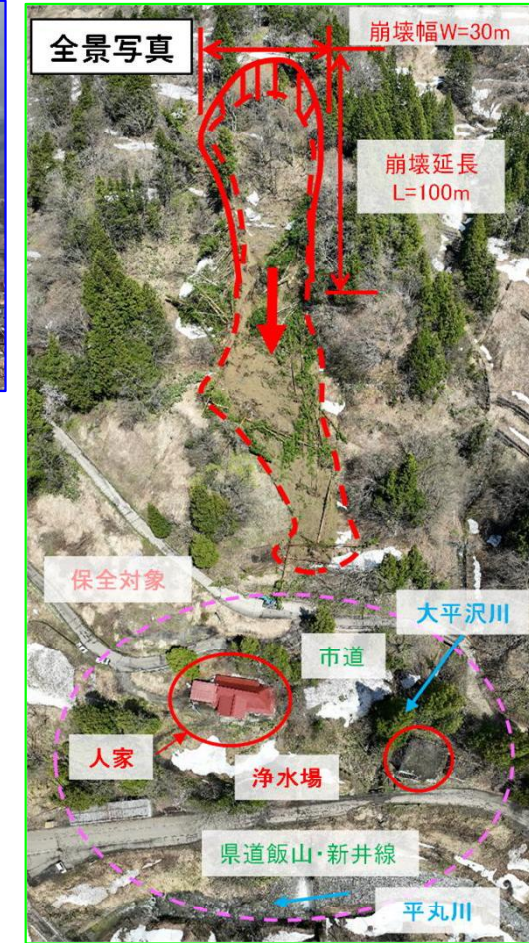 全景写真
崩壊幅W=30m
崩壊延長
L=100m
保全対象
大平沢川
市道
人家
浄水場
県道飯山・新井線
平丸川